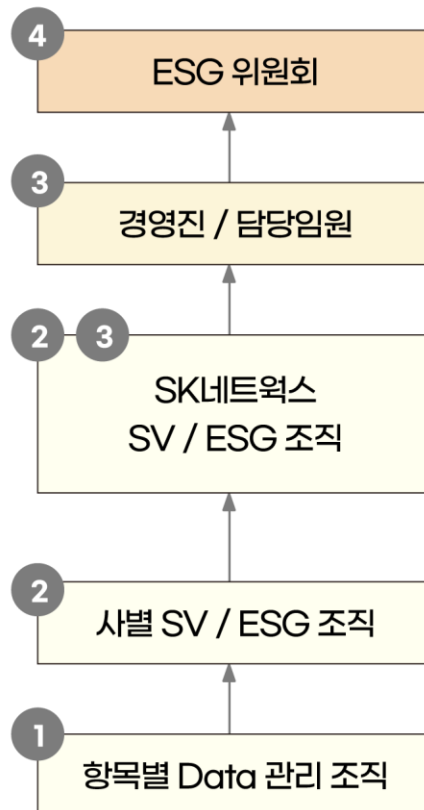 4
ESG 위원회
3
경영진 / 담당임원
2 3
SK네트웍스
SV / ESG 조직
2
사별 SV / ESG 조직
1
항목별 Data 관리 조직